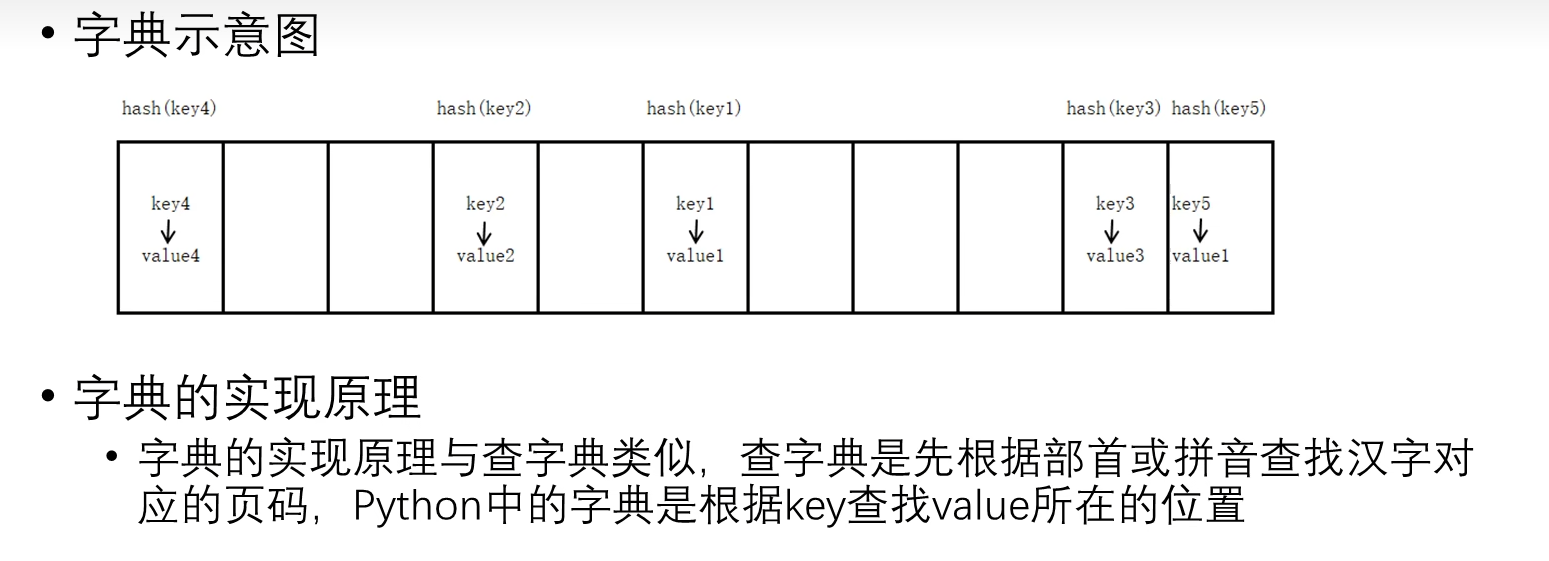 • 字典示意图
hash(key4) hash(key2) hash(key1) hash(key3) hash(key5)
key4 key2 key1 key3 key5
value4 value2 value1 value3 value1
• 字典的实现原理
• 字典的实现原理与查字典类似，查字典是先根据部首或拼音查找汉字对
应的页码，Python中的字典是根据key查找value所在的位置